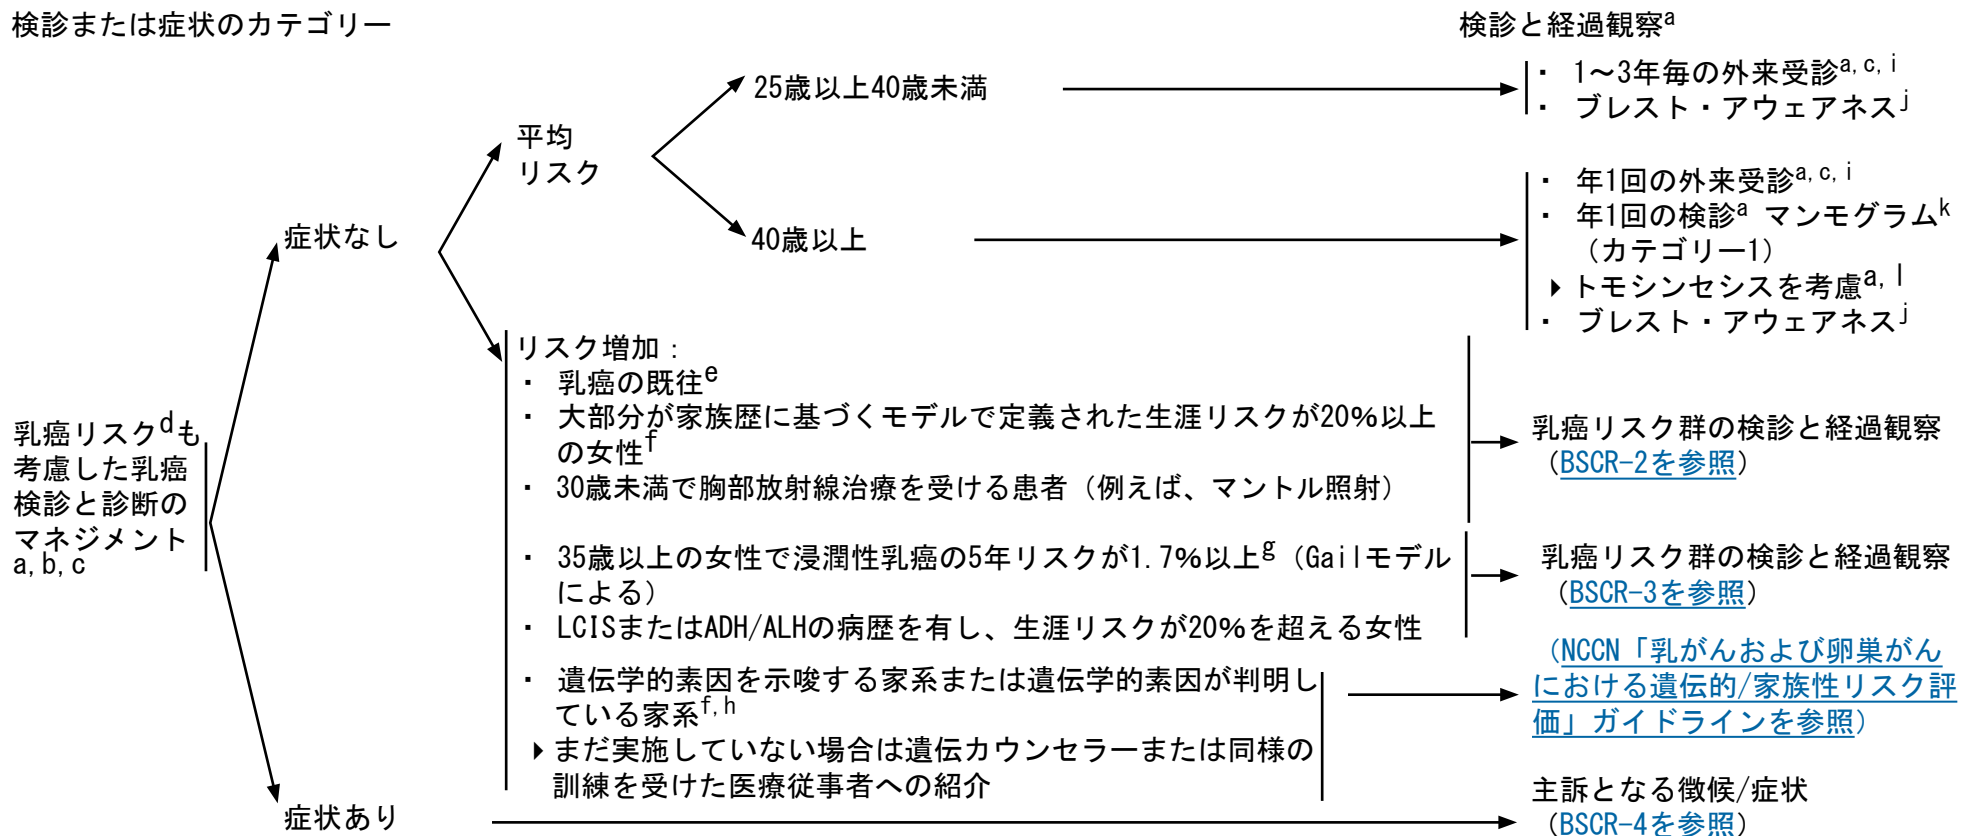 検診または症状のカテゴリー
検診と経過観察a
25歳以上40歳未満
・ 1～3年毎の外来受診a, c, i
・ ブレスト・アウェアネスj
平均
リスク
40歳以上
・ 年1回の外来受診a, c, i
・ 年1回の検診a マンモグラムk
（カテゴリー1）
▶トモシンセシスを考慮a, l
・ ブレスト・アウェアネスj
症状なし
リスク増加：
・ 乳癌の既往e
・ 大部分が家族歴に基づくモデルで定義された生涯リスクが20%以上
の女性f
・ 30歳未満で胸部放射線治療を受ける患者（例えば、マントル照射）
乳癌リスク群の検診と経過観察
（BSCR-2を参照）
乳癌リスクdも
考慮した乳癌
検診と診断の
マネジメント
a, b, c
・ 35歳以上の女性で浸潤性乳癌の5年リスクが1.7%以上g（Gailモデル
による）
・ LCISまたはADH/ALHの病歴を有し、生涯リスクが20%を超える女性
乳癌リスク群の検診と経過観察
（BSCR-3を参照）
・ 遺伝学的素因を示唆する家系または遺伝学的素因が判明し
ている家系f, h
▶まだ実施していない場合は遺伝カウンセラーまたは同様の
訓練を受けた医療従事者への紹介
（NCCN「乳がんおよび卵巣がん
における遺伝的/家族性リスク評
価」ガイドラインを参照）
症状あり
主訴となる徴候/症状
（BSCR-4を参照）